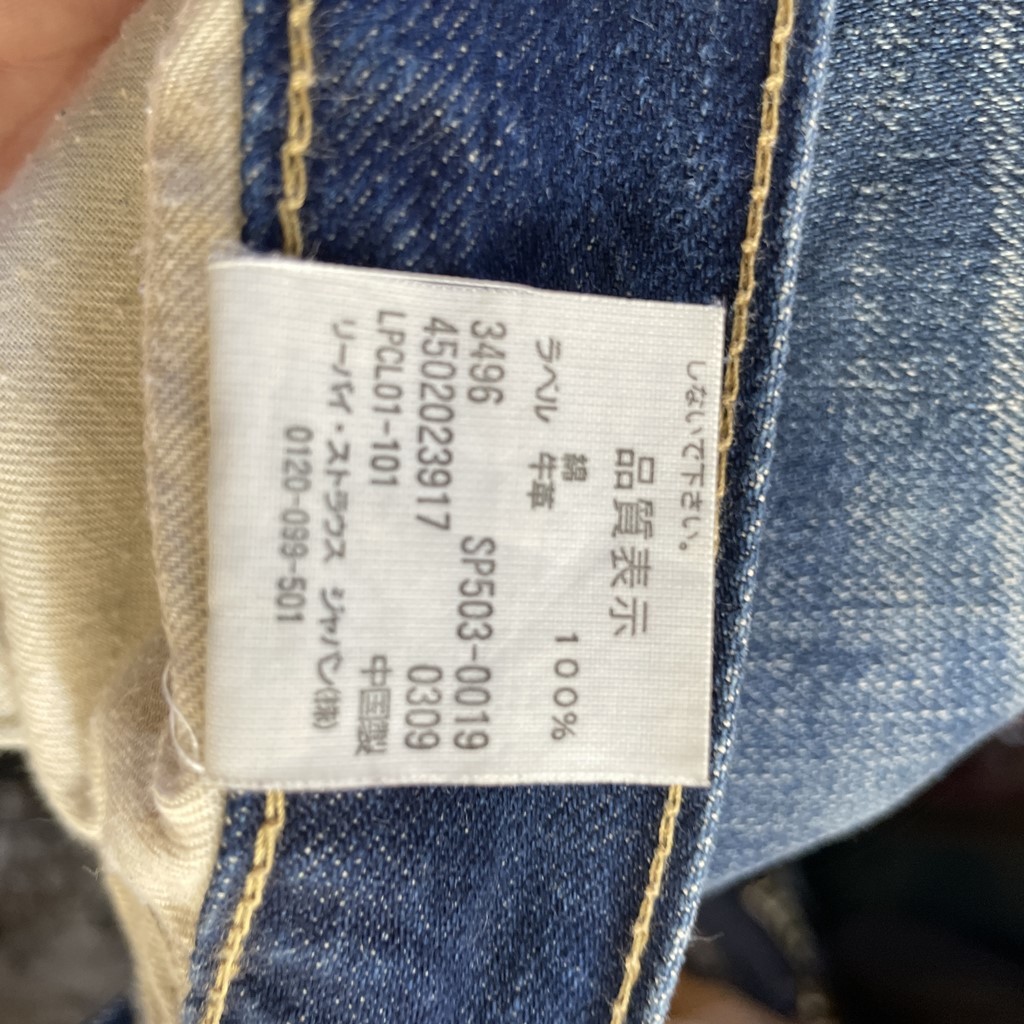 しないで下さい。
品質表示
綿 100%
ラベル 牛革
3496 SP503-0019
4502023917 0309
LPCL01-101 中国製
リーバイ・ストラウス ジャパン(株)
0120-099-501